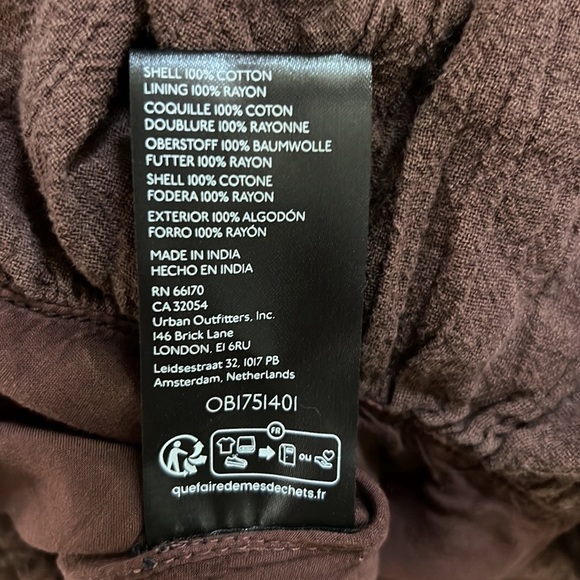 SHELL 100% COTTON
LINING 100% RAYON
COQUILLE 100% COTON
DOUBLURE 100% RAYONNE
OBERSTOFF 100% BAUMWOLLE
FUTTER 100% RAYON
SHELL 100% COTONE
FODERA 100% RAYON
EXTERIOR 100% ALGODÓN
FORRO 100% RAYÓN
MADE IN INDIA
HECHO EN INDIA
RN 66170
CA 32054
Urban Outfitters, Inc.
146 Brick Lane
LONDON, E1 6RU
Leidsestraat 32, 1017 PB
Amsterdam, Netherlands
OB1751401
FR
ou
quefairedemesdechets.fr